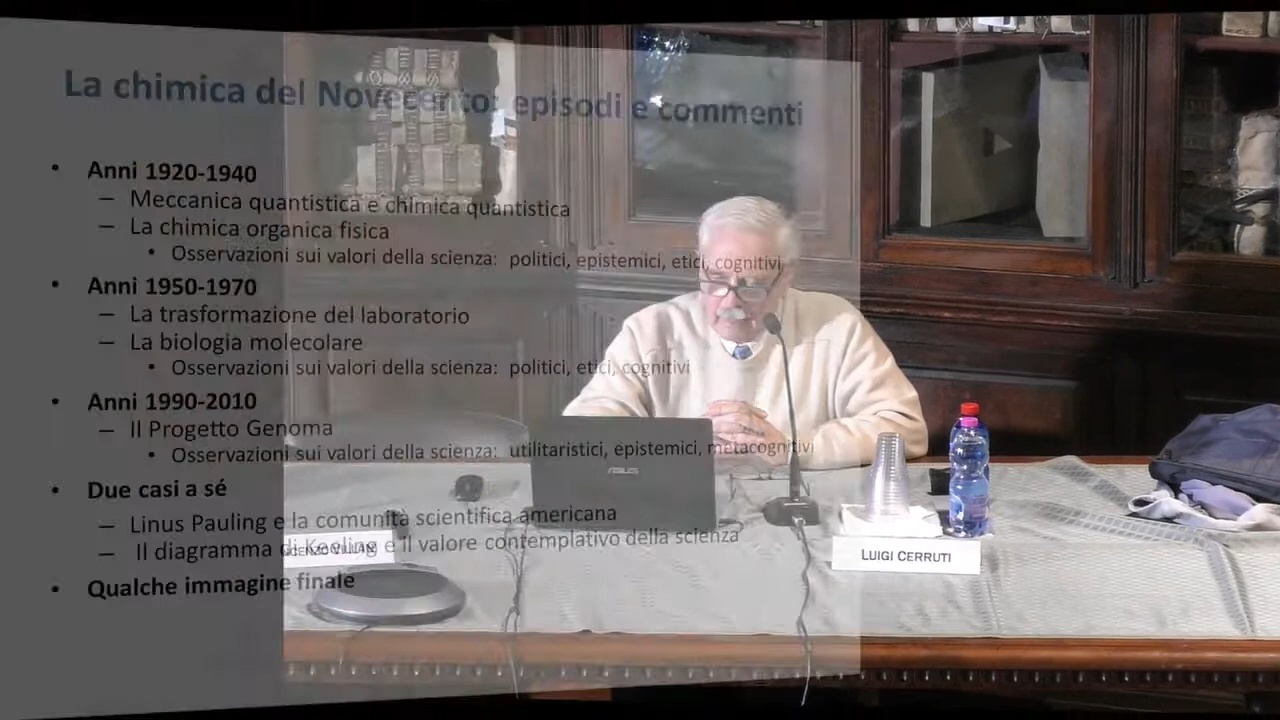 La chimica del Novecento: episodi e commenti
• Anni 1920-1940
– Meccanica quantistica e chimica quantistica
– La chimica organica fisica
• Osservazioni sui valori della scienza: politici, epistemici, etici, cognitivi
• Anni 1950-1970
– La trasformazione del laboratorio
– La biologia molecolare
• Osservazioni sui valori della scienza: politici, etici, cognitivi
• Anni 1990-2010
– Il Progetto Genoma
• Osservazioni sui valori della scienza: utilitaristici, epistemici, metacognitivi
• Due casi a sé
– Linus Pauling e la comunità scientifica americana
– Il diagramma di Keeling e il valore contemplativo della scienza
• Qualche immagine finale
ASUS
VILLANI
LUIGI CERRUTI